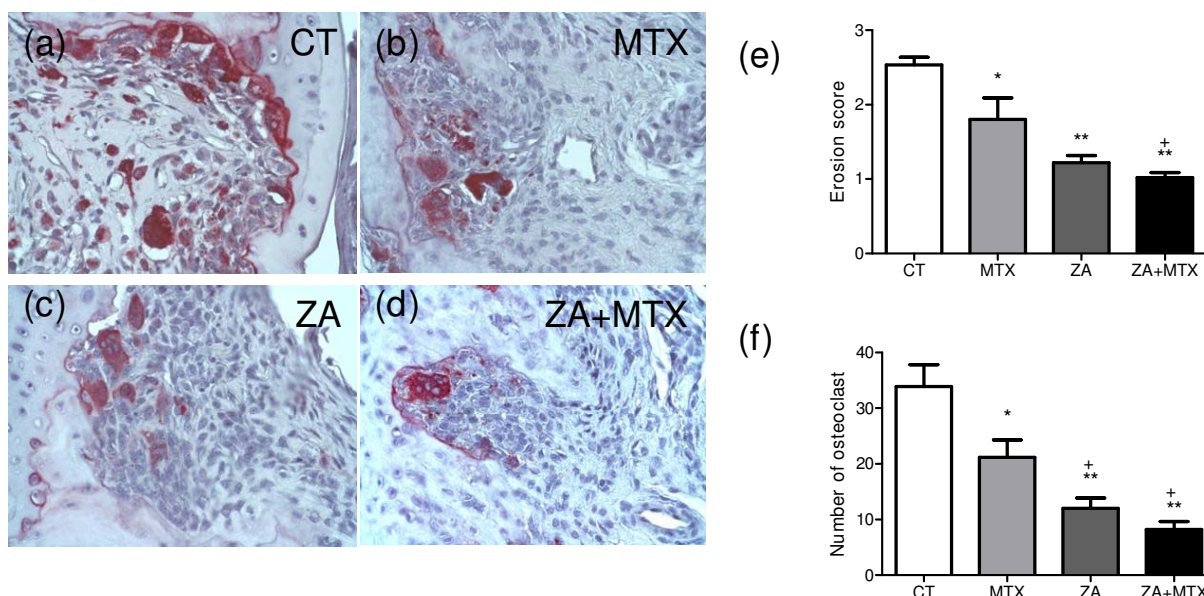 (a) CT
(b) MTX
(c) ZA
(d) ZA+MTX
(e)
Erosion score
3
2
1
0
*
**
+
**
CT MTX ZA ZA+MTX
(f)
Number of osteoclast
40
30
20
10
0
*
+
**
+
**
CT MTX ZA ZA+MTX